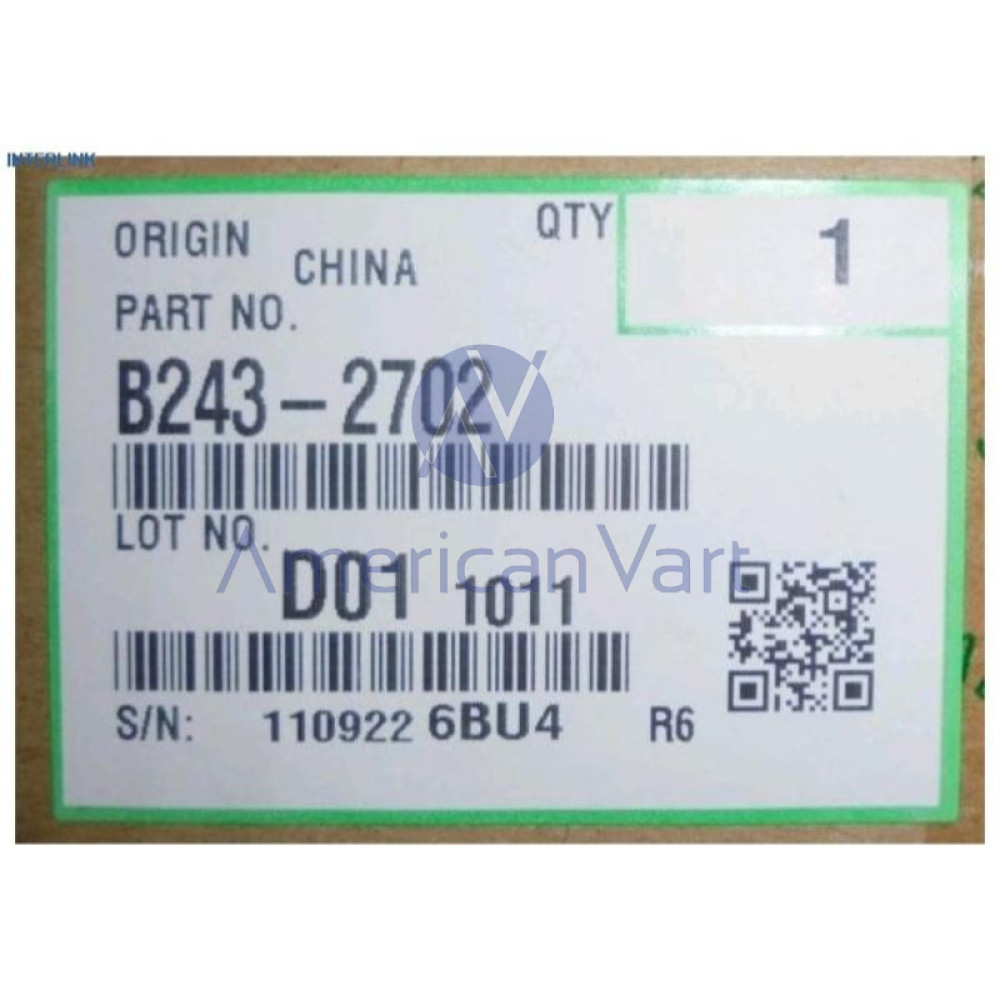 INTERLINK
ORIGIN
QTY
1
CHINA
PART NO.
B243-2702
LOT NO.
American Vart
D01 1011
S/N: 110922 6BU4 R6